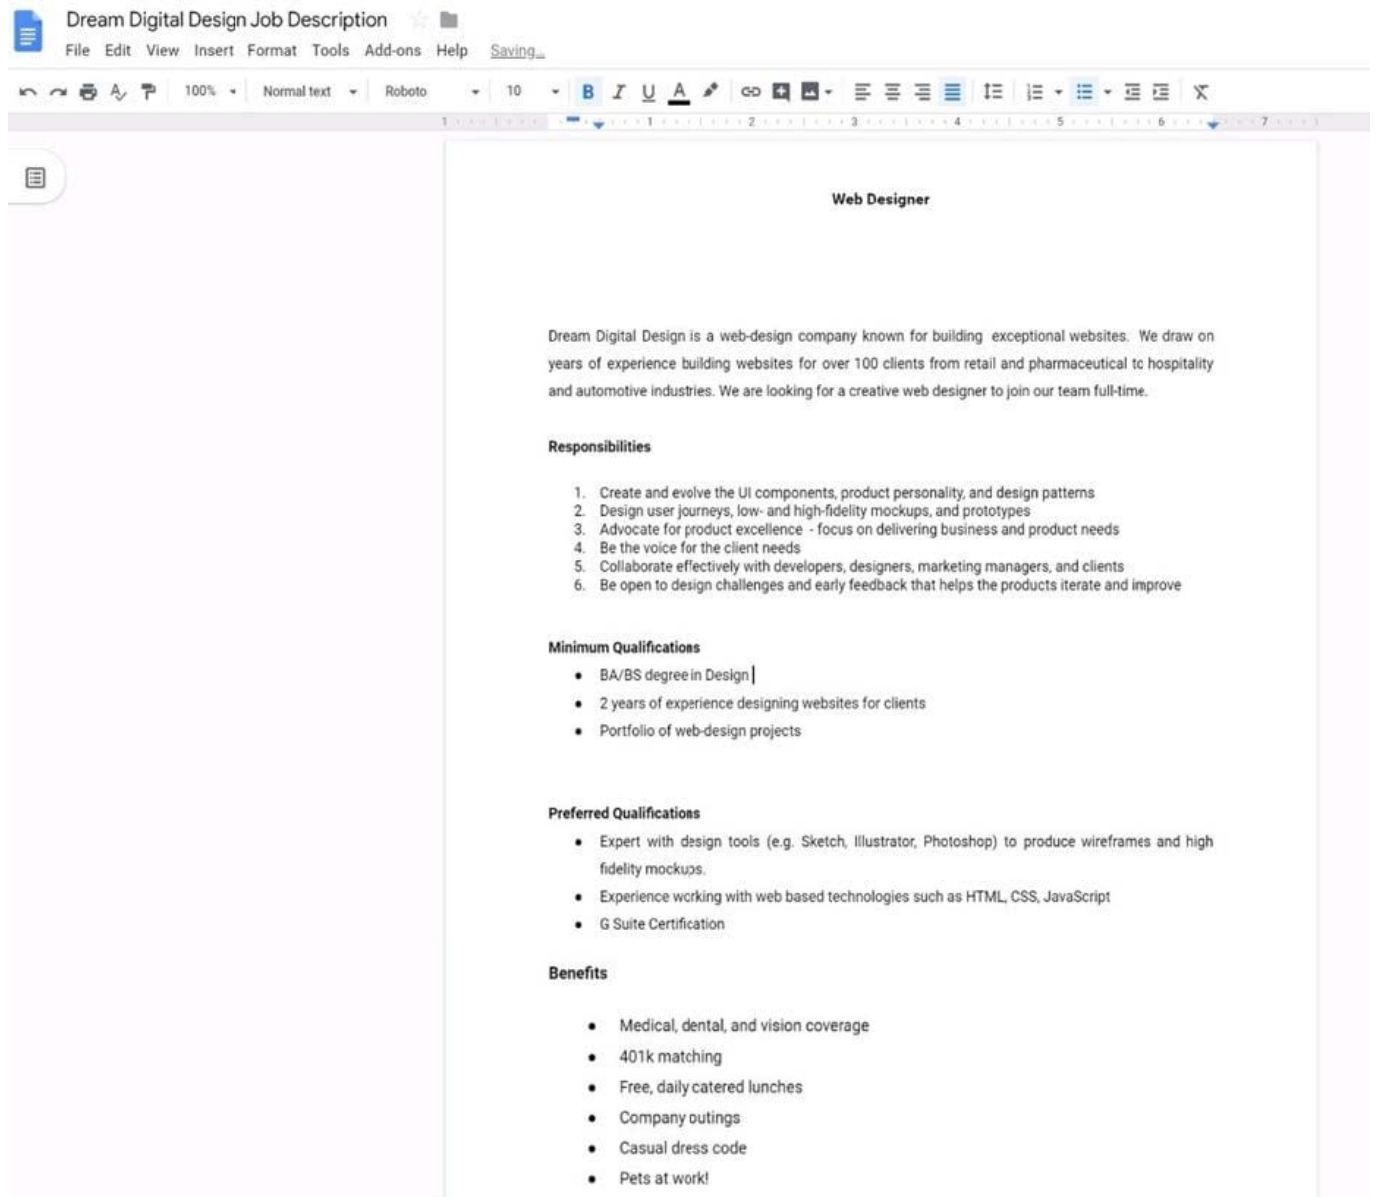 Dream Digital Design Job Description
File Edit View Insert Format Tools Add-ons Help Saving...
100% Normal text Roboto 10 B I U A
1 1 2 3 4 5 6 7
Web Designer
Dream Digital Design is a web-design company known for building exceptional websites. We draw on
years of experience building websites for over 100 clients from retail and pharmaceutical to hospitality
and automotive industries. We are looking for a creative web designer to join our team full-time.
Responsibilities
1. Create and evolve the UI components, product personality, and design patterns
2. Design user journeys, low- and high-fidelity mockups, and prototypes
3. Advocate for product excellence - focus on delivering business and product needs
4. Be the voice for the client needs
5. Collaborate effectively with developers, designers, marketing managers, and clients
6. Be open to design challenges and early feedback that helps the products iterate and improve
Minimum Qualifications
● BA/BS degree in Design
● 2 years of experience designing websites for clients
● Portfolio of web-design projects
Preferred Qualifications
● Expert with design tools (e.g. Sketch, Illustrator, Photoshop) to produce wireframes and high
fidelity mockups.
● Experience working with web based technologies such as HTML, CSS, JavaScript
● G Suite Certification
Benefits
● Medical, dental, and vision coverage
● 401k matching
● Free, daily catered lunches
● Company outings
● Casual dress code
● Pets at work!